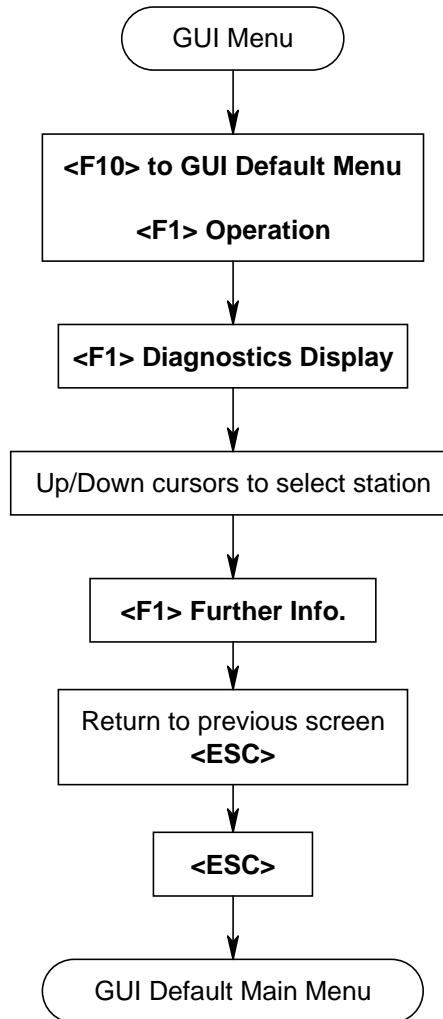 GUI Menu
<F10> to GUI Default Menu
<F1> Operation
<F1> Diagnostics Display
Up/Down cursors to select station
<F1> Further Info.
Return to previous screen
<ESC>
<ESC>
GUI Default Main Menu